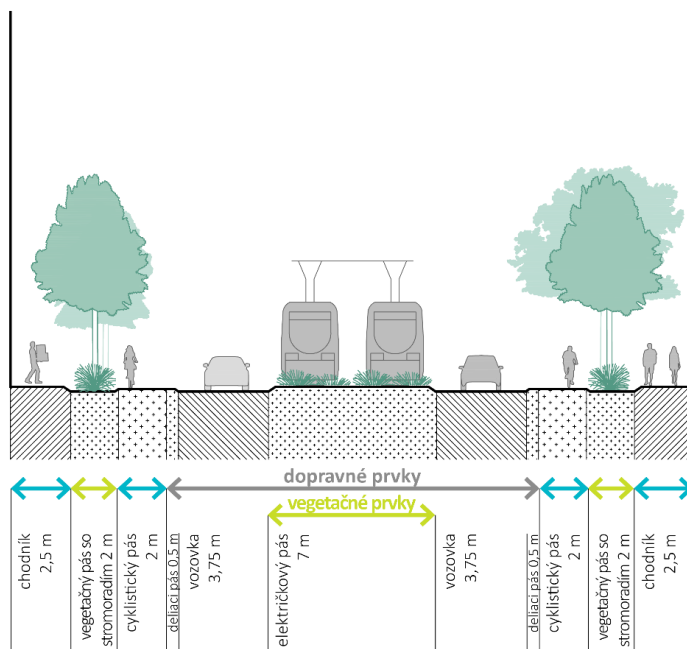 dopravné prvky
vegetačné prvky
chodník
2,5 m
vegetačný pás so
stromoradím 2 m
cyklistický pás
2 m
deliaci pás 0,5 m
vozovka
3,75 m
električkový pás
7 m
vozovka
3,75 m
deliaci pás 0,5 m
cyklistický pás
2 m
vegetačný pás so
stromoradím 2 m
chodník
2,5 m